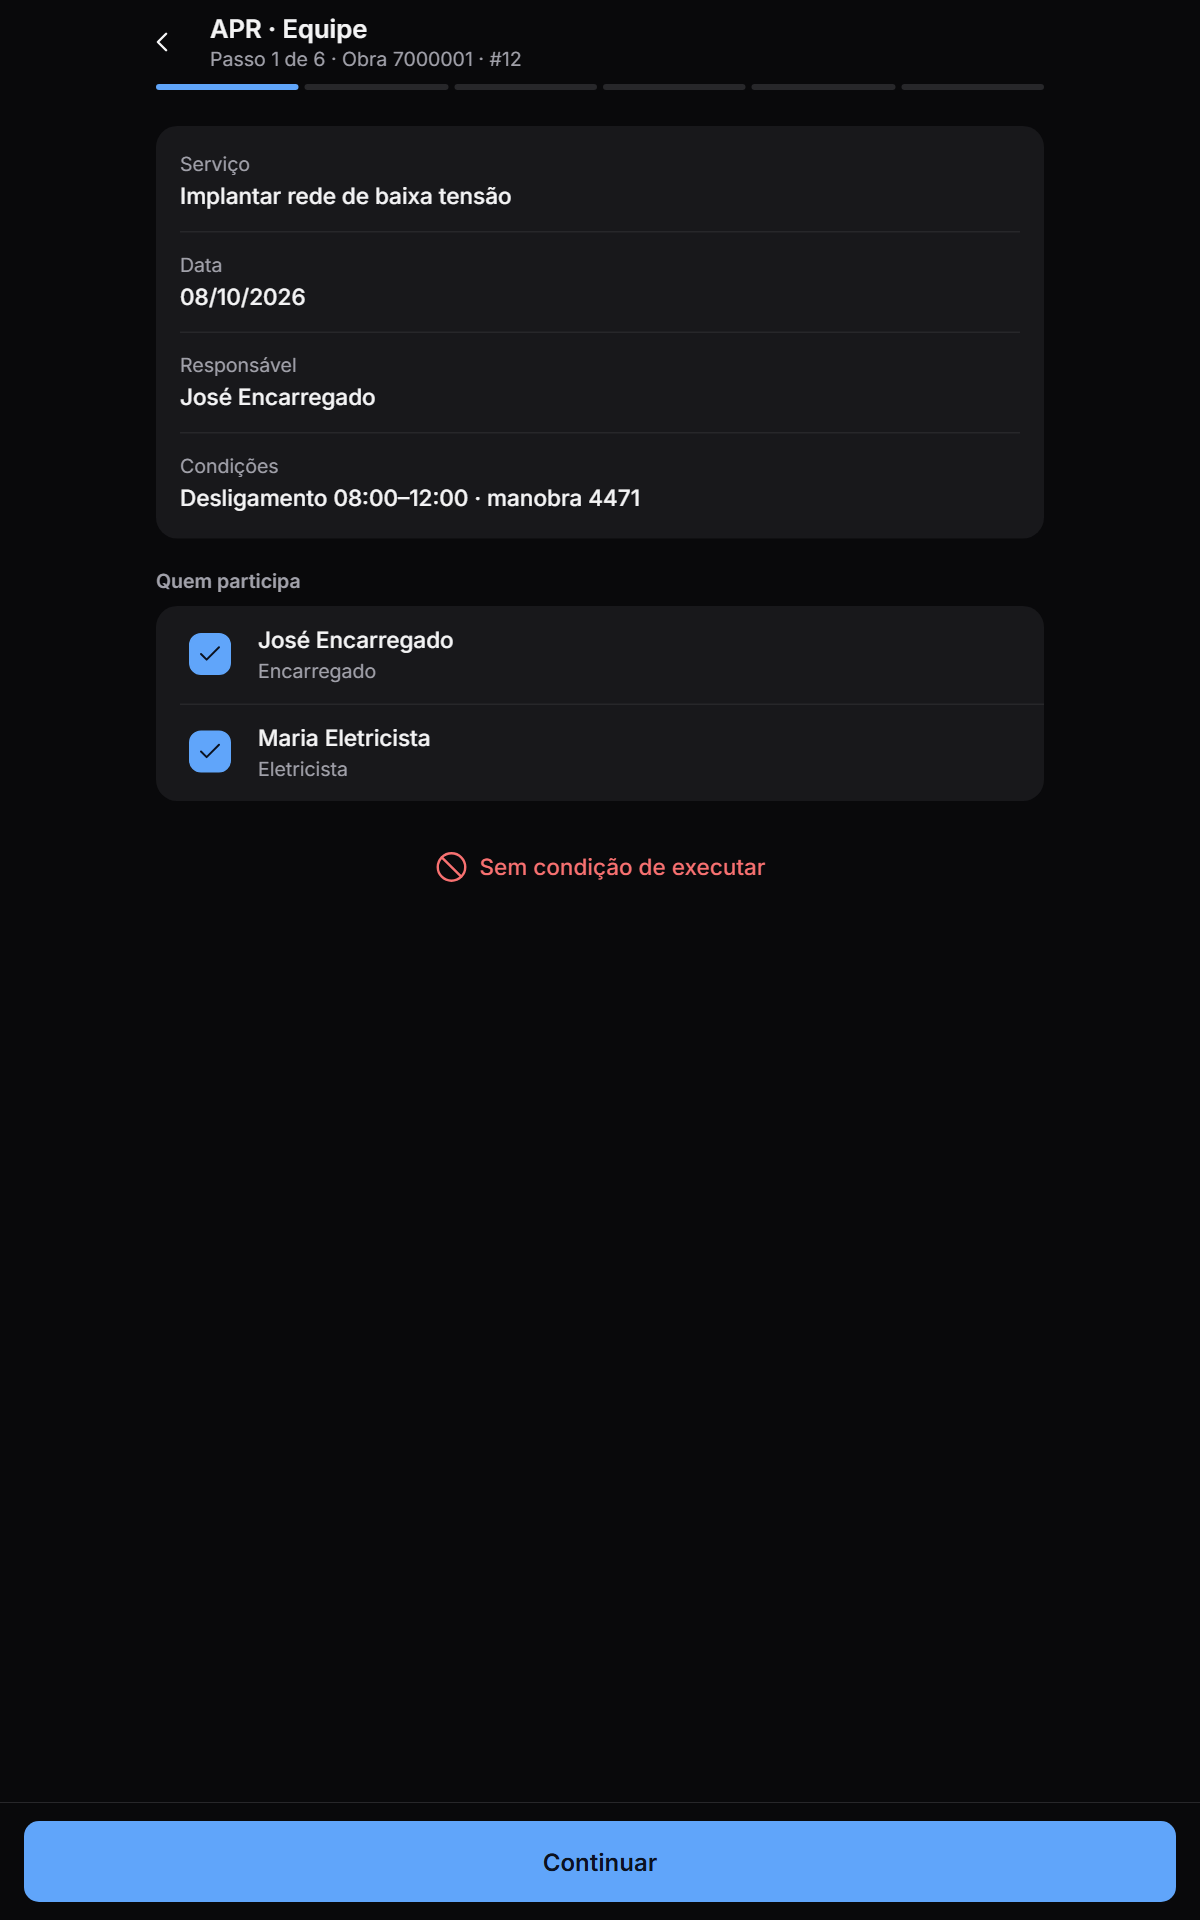 APR · Equipe
Passo 1 de 6 · Obra 7000001 · #12
Serviço
Implantar rede de baixa tensão
Data
08/10/2026
Responsável
José Encarregado
Condições
Desligamento 08:00–12:00 · manobra 4471
Quem participa
José Encarregado
Encarregado
Maria Eletricista
Eletricista
Sem condição de executar
Continuar